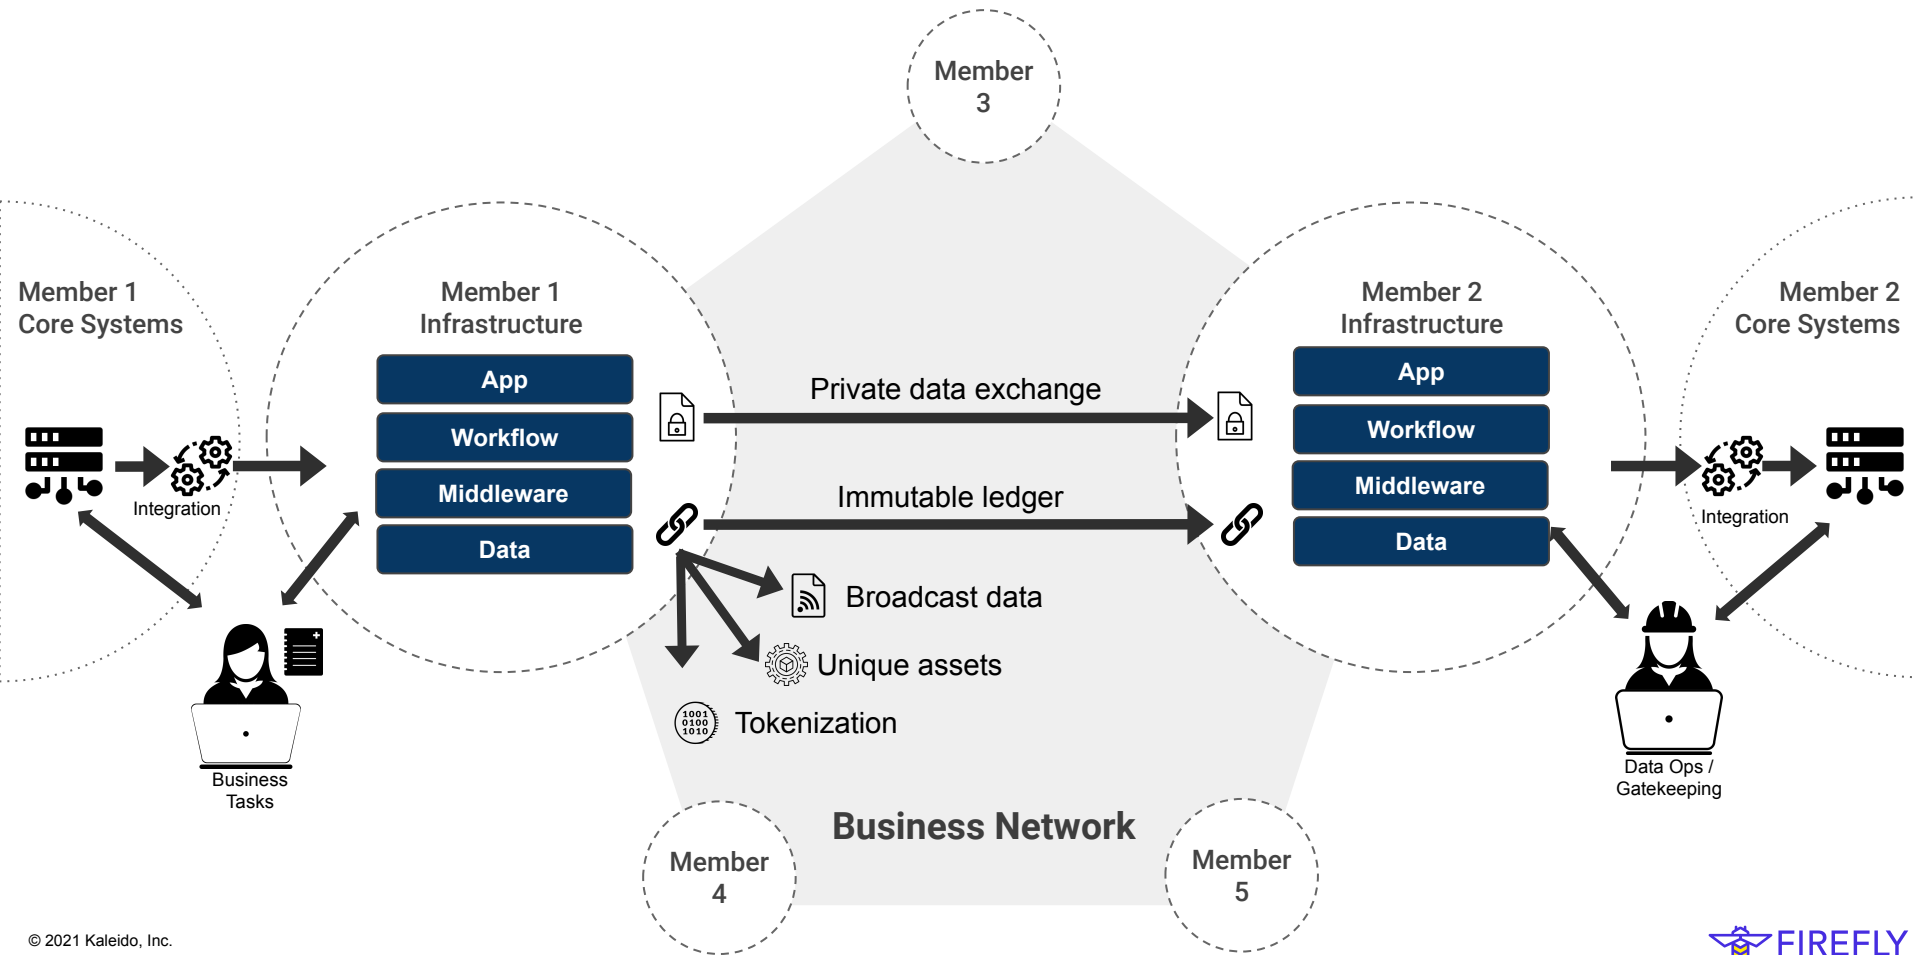 Member
3
Member 1
Core Systems
Member 1
Infrastructure
Member 2
Infrastructure
Member 2
Core Systems
App
Workflow
Middleware
Data
App
Workflow
Middleware
Data
Private data exchange
Immutable ledger
Integration
Integration
Broadcast data
Unique assets
1001
0100
1010
Tokenization
Business
Tasks
Data Ops /
Gatekeeping
Business Network
Member
4
Member
5
© 2021 Kaleido, Inc.
FIREFLY